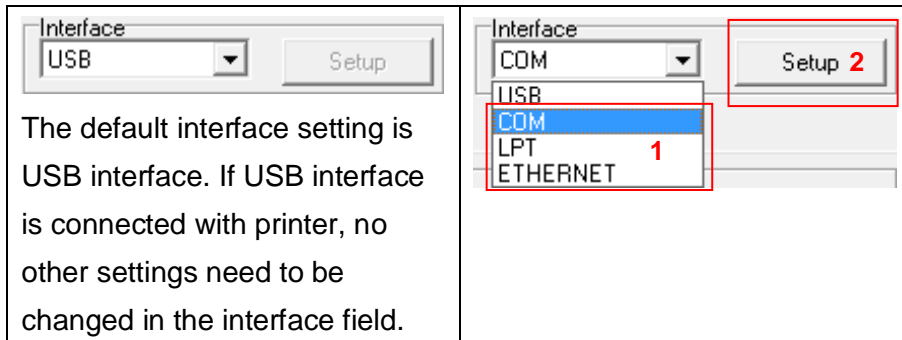 Interface
USB
Setup
The default interface setting is
USB interface. If USB interface
is connected with printer, no
other settings need to be
changed in the interface field.
Interface
COM
Setup 2
USB
COM
LPT 1
ETHERNET